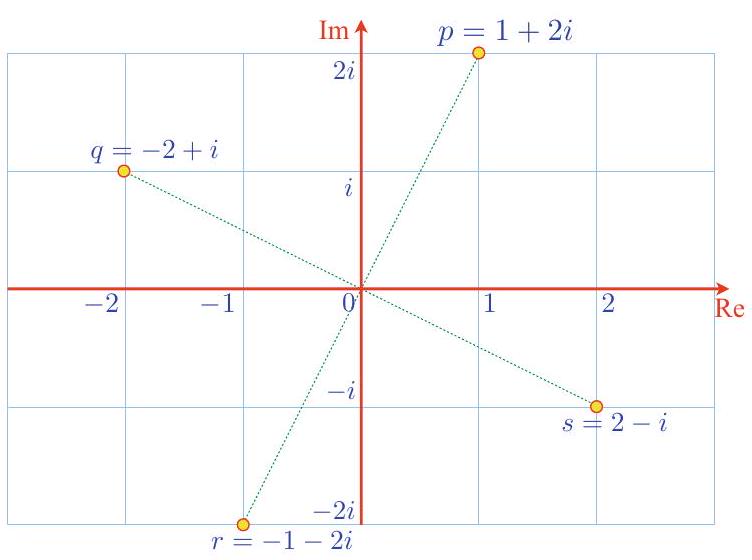 Im
p = 1 + 2i
2i
q = −2 + i
i
−2 −1 0 1 2
Re
−i
s = 2 − i
−2i
r = −1 − 2i